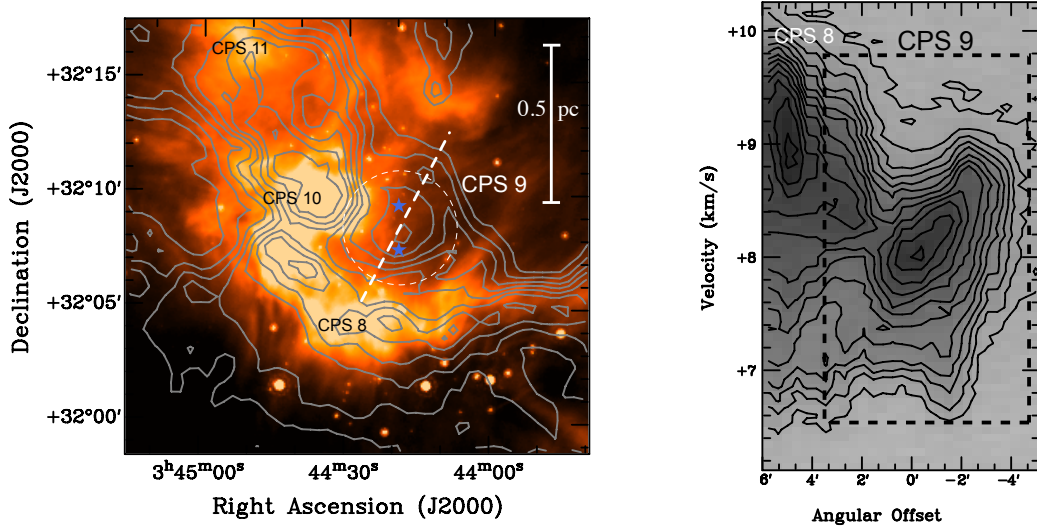 CPS 11
+32°15′
0.5 pc
+32°10′
CPS 10
CPS 9
+32°05′
CPS 8
+32°00′
3ʰ45ᵐ00ˢ 44ᵐ30ˢ 44ᵐ00ˢ
Right Ascension (J2000)
Declination (J2000)
+10
CPS 8
CPS 9
+9
+8
+7
Velocity (km/s)
6′ 4′ 2′ 0′ −2′ −4′
Angular Offset